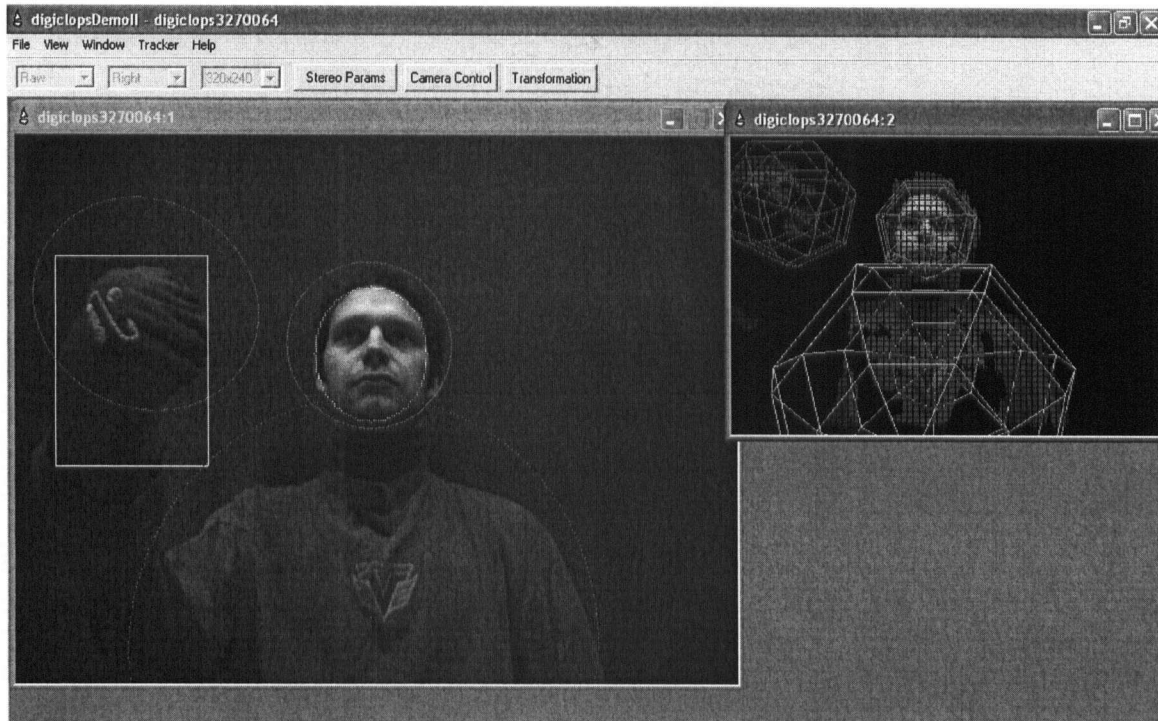 digiclopsDemoII - digiclops3270064
File View Window Tracker Help
Raw Right 320x240 Stereo Params Camera Control Transformation
digiclops3270064:1
digiclops3270064:2